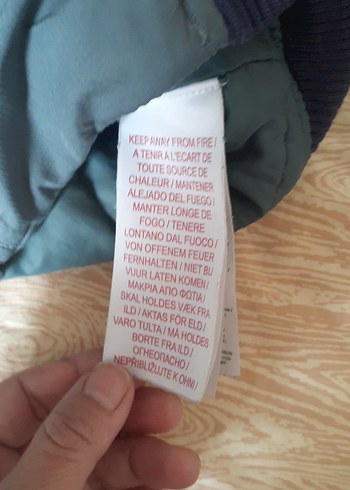 KEEP AWAY FROM FIRE /
A TENIR À L'ECART DE
TOUTE SOURCE DE
CHALEUR / MANTENER
ALEJADO DEL FUEGO /
MANTER LONGE DE
FOGO / TENERE
LONTANO DAL FUOCO /
VON OFFENEM FEUER
FERNHALTEN / NIET BIJ
VUUR LATEN KOMEN /
ΜΑΚΡΙΑ ΑΠΟ ΦΩΤΙΑ /
SKAL HOLDES VÆK FRA
ILD / AKTAS FÖR ELD /
VARO TULTA / MÅ HOLDES
BORTE FRA ILD /
ОГНЕОПАСНО /
NEPŘIBLIŽUJTE K OHNI /